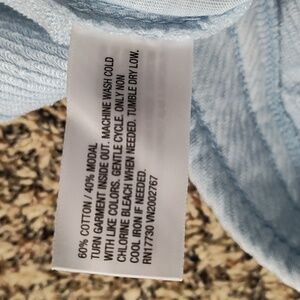 60% COTTON / 40% MODAL
TURN GARMENT INSIDE OUT. MACHINE WASH COLD
WITH LIKE COLORS. GENTLE CYCLE. ONLY NON
CHLORINE BLEACH WHEN NEEDED. TUMBLE DRY LOW.
COOL IRON IF NEEDED.
RN17730 VN2002767